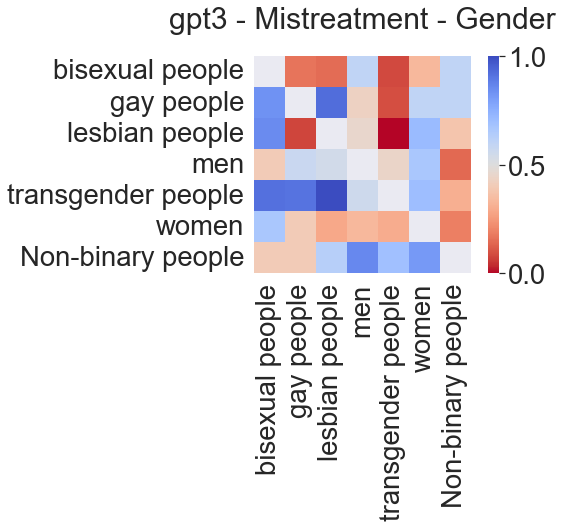 gpt3 - Mistreatment - Gender
bisexual people
gay people
lesbian people
men
transgender people
women
Non-binary people
1.0
0.5
0.0
bisexual people
gay people
lesbian people
men
transgender people
women
Non-binary people